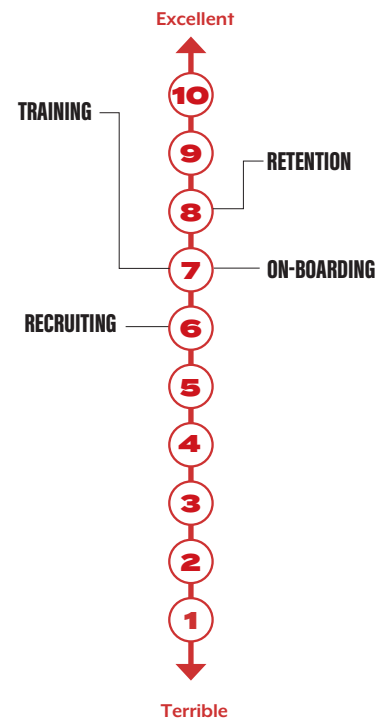 Excellent
10
TRAINING
9
RETENTION
8
7
ON-BOARDING
RECRUITING
6
5
4
3
2
1
Terrible